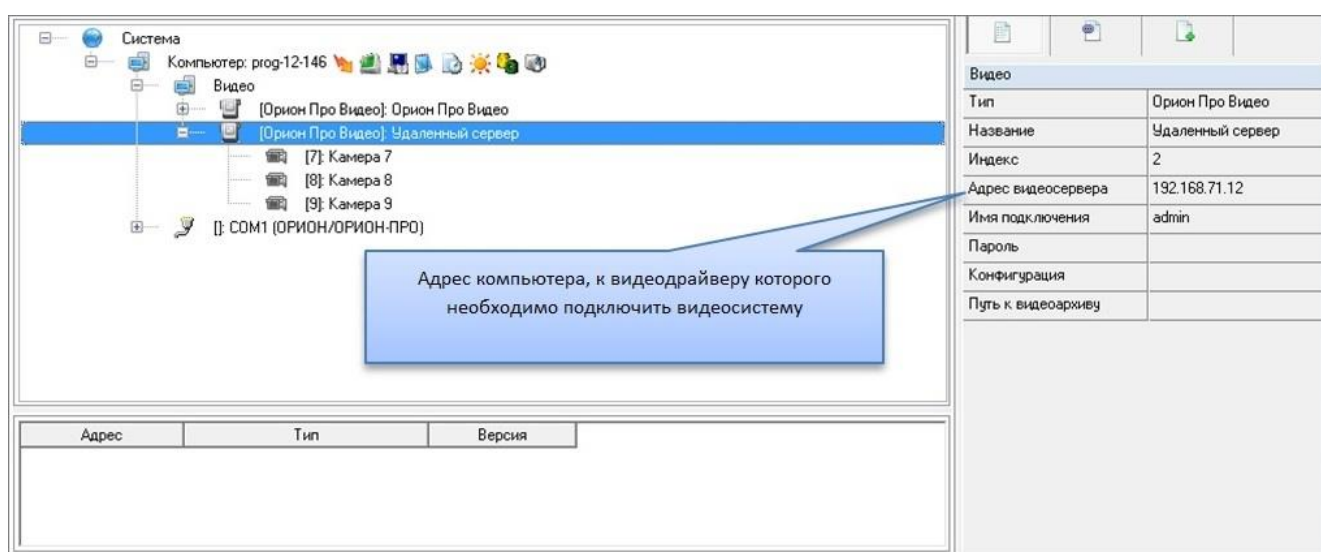 Система
Компьютер: prog-12-146
Видео
[Орион Про Видео]: Орион Про Видео
[Орион Про Видео]: Удаленный сервер
[7]: Камера 7
[8]: Камера 8
[9]: Камера 9
[]: COM1 (ОРИОН/ОРИОН-ПРО)
Адрес компьютера, к видеодрайверу которого
необходимо подключить видеосистему
Адрес Тип Версия
Видео
Тип Орион Про Видео
Название Удаленный сервер
Индекс 2
Адрес видеосервера 192.168.71.12
Имя подключения admin
Пароль
Конфигурация
Путь к видеоархиву